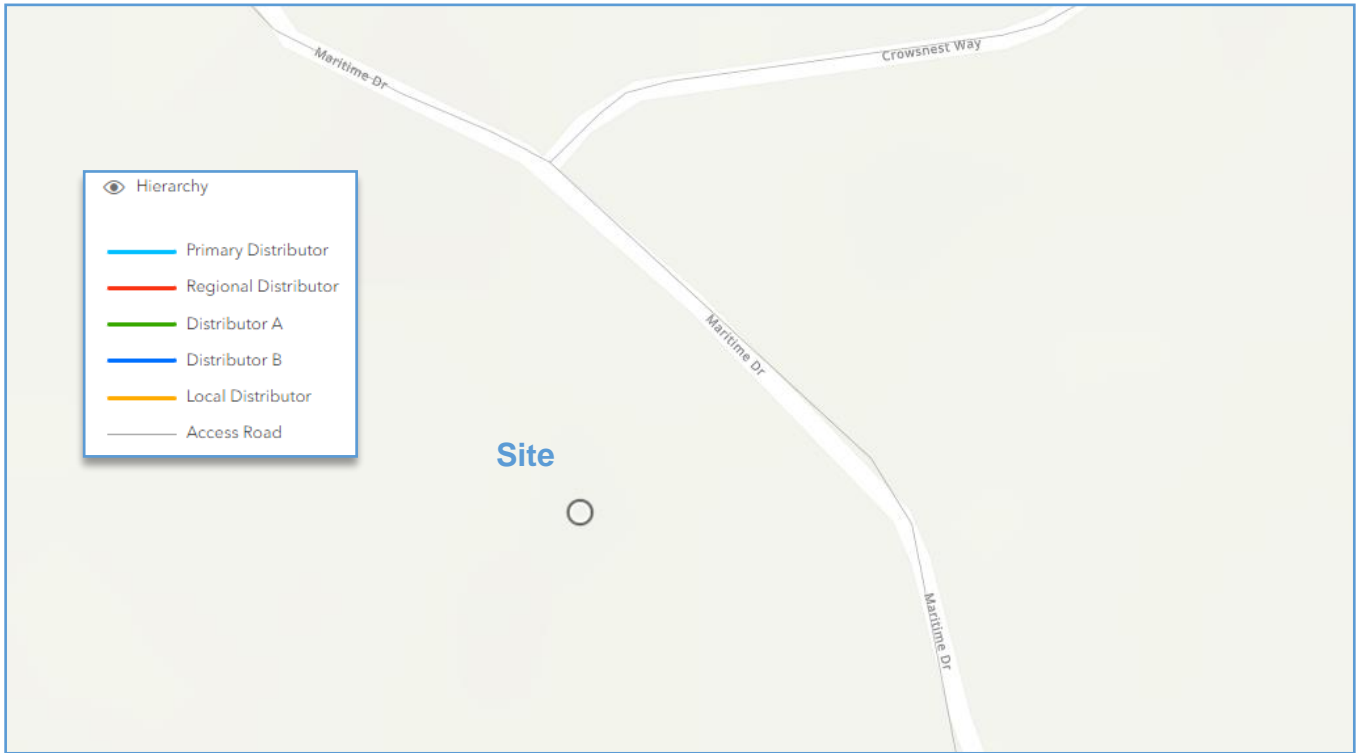 Maritime Dr
Crowsnest Way
Hierarchy
Primary Distributor
Regional Distributor
Distributor A
Distributor B
Local Distributor
Access Road
Maritime Dr
Site
Maritime Dr